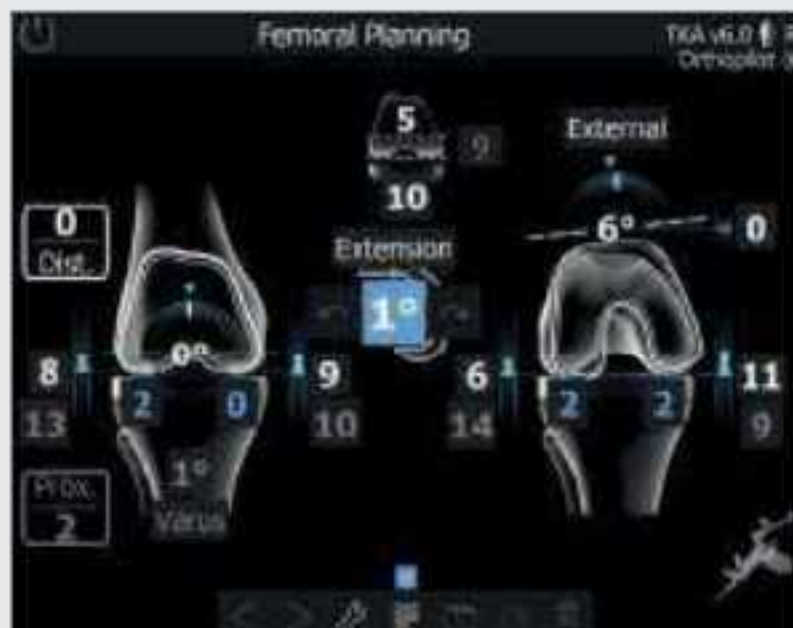 Femoral Planning
TKA v6.0
Orthopilot
5
9
10
External
6°
0
0
Dist.
Extension
1°
0°
8
9
6
11
13
2
0
10
14
2
2
9
1°
Varus
Prox.
2